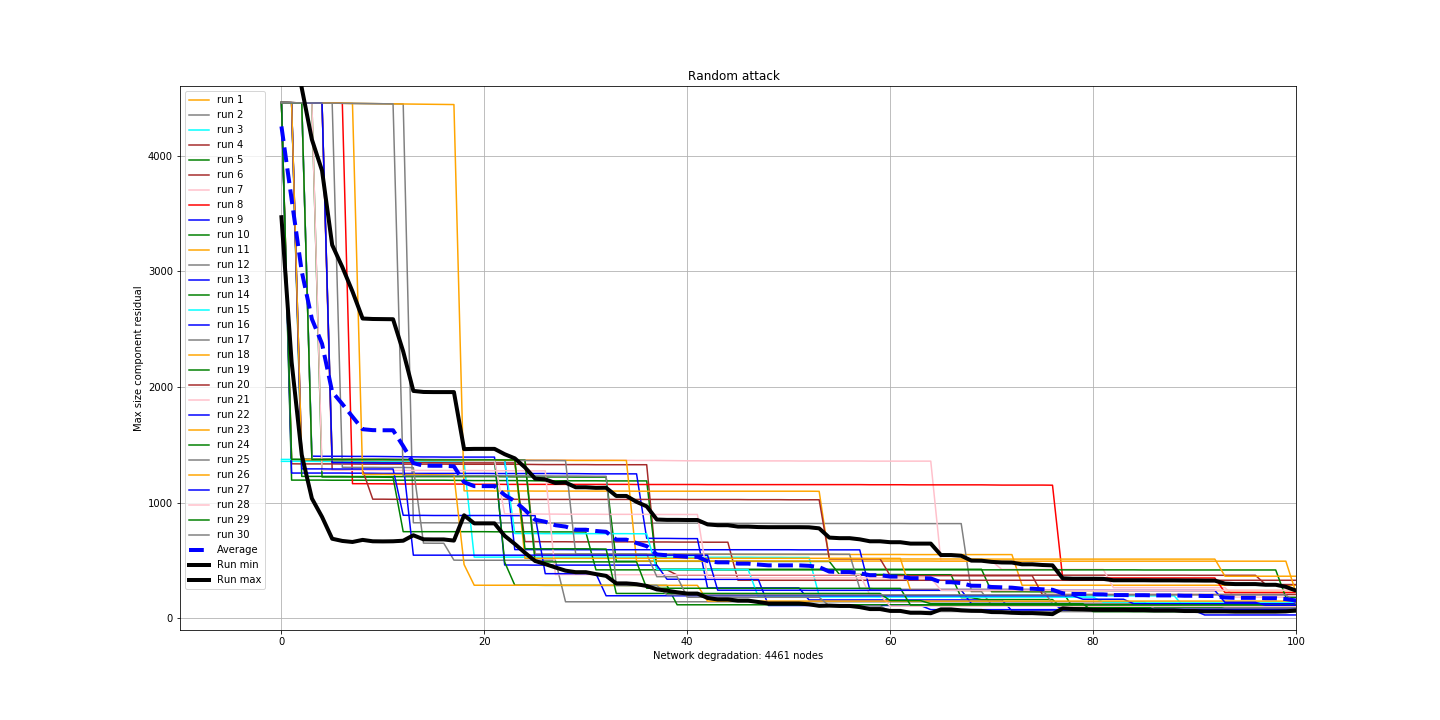 Random attack
Max size component residual
4000
3000
2000
1000
0
run 1
run 2
run 3
run 4
run 5
run 6
run 7
run 8
run 9
run 10
run 11
run 12
run 13
run 14
run 15
run 16
run 17
run 18
run 19
run 20
run 21
run 22
run 23
run 24
run 25
run 26
run 27
run 28
run 29
run 30
Average
Run min
Run max
0 20 40 60 80 100
Network degradation: 4461 nodes